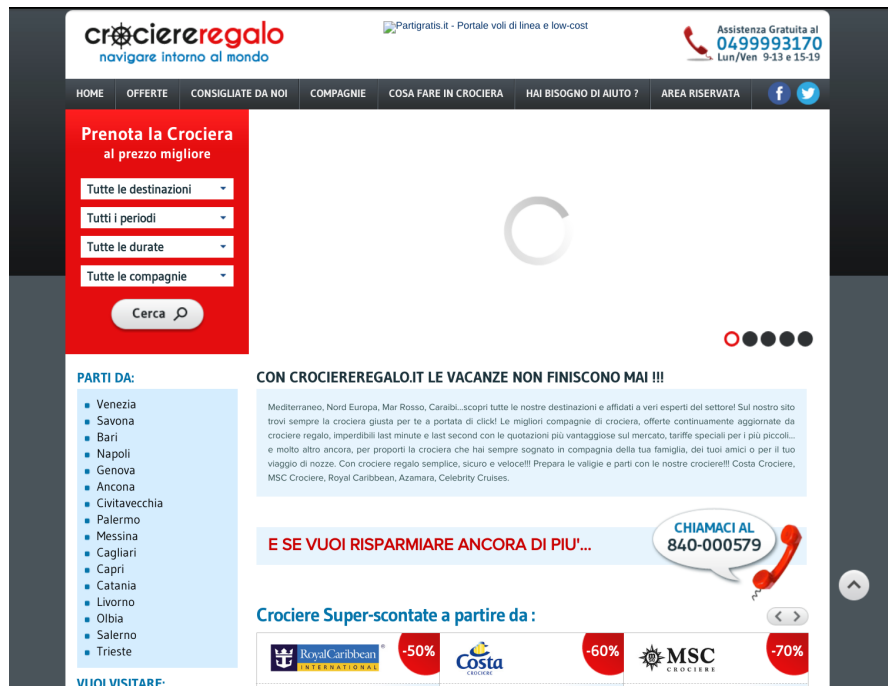 crociereregalo
navigare intorno al mondo
Partigratis.it - Portale voli di linea e low-cost
Assistenza Gratuita al
0499993170
Lun/Ven 9-13 e 15-19
HOME OFFERTE CONSIGLIATE DA NOI COMPAGNIE COSA FARE IN CROCIERA HAI BISOGNO DI AIUTO ? AREA RISERVATA
Prenota la Crociera
al prezzo migliore
Tutte le destinazioni
Tutti i periodi
Tutte le durate
Tutte le compagnie
Cerca
PARTI DA:
Venezia
Savona
Bari
Napoli
Genova
Ancona
Civitavecchia
Palermo
Messina
Cagliari
Capri
Catania
Livorno
Olbia
Salerno
Trieste
VUOI VISITARE:
CON CROCIEREREGALO.IT LE VACANZE NON FINISCONO MAI !!!
Mediterraneo, Nord Europa, Mar Rosso, Caraibi...scopri tutte le nostre destinazioni e affidati a veri esperti del settore! Sul nostro sito
trovi sempre la crociera giusta per te a portata di click! Le migliori compagnie di crociera, offerte continuamente aggiornate da
crociere regalo, imperdibili last minute e last second con le quotazioni più vantaggiose sul mercato, tariffe speciali per i più piccoli...
e molto altro ancora, per proporti la crociera che hai sempre sognato in compagnia della tua famiglia, dei tuoi amici o per il tuo
viaggio di nozze. Con crociere regalo semplice, sicuro e veloce!!! Prepara le valigie e parti con le nostre crociere!!! Costa Crociere,
MSC Crociere, Royal Caribbean, Azamara, Celebrity Cruises.
E SE VUOI RISPARMIARE ANCORA DI PIU'...
CHIAMACI AL
840-000579
Crociere Super-scontate a partire da :
RoyalCaribbean
INTERNATIONAL
-50%
Costa
CROCIERE
-60%
MSC
CROCIERE
-70%